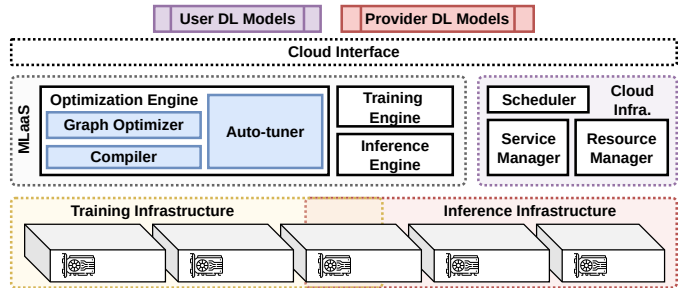 User DL Models
Provider DL Models
Cloud Interface
MLaaS
Optimization Engine
Graph Optimizer
Compiler
Auto-tuner
Training
Engine
Inference
Engine
Scheduler
Cloud
Infra.
Service
Manager
Resource
Manager
Training Infrastructure
Inference Infrastructure